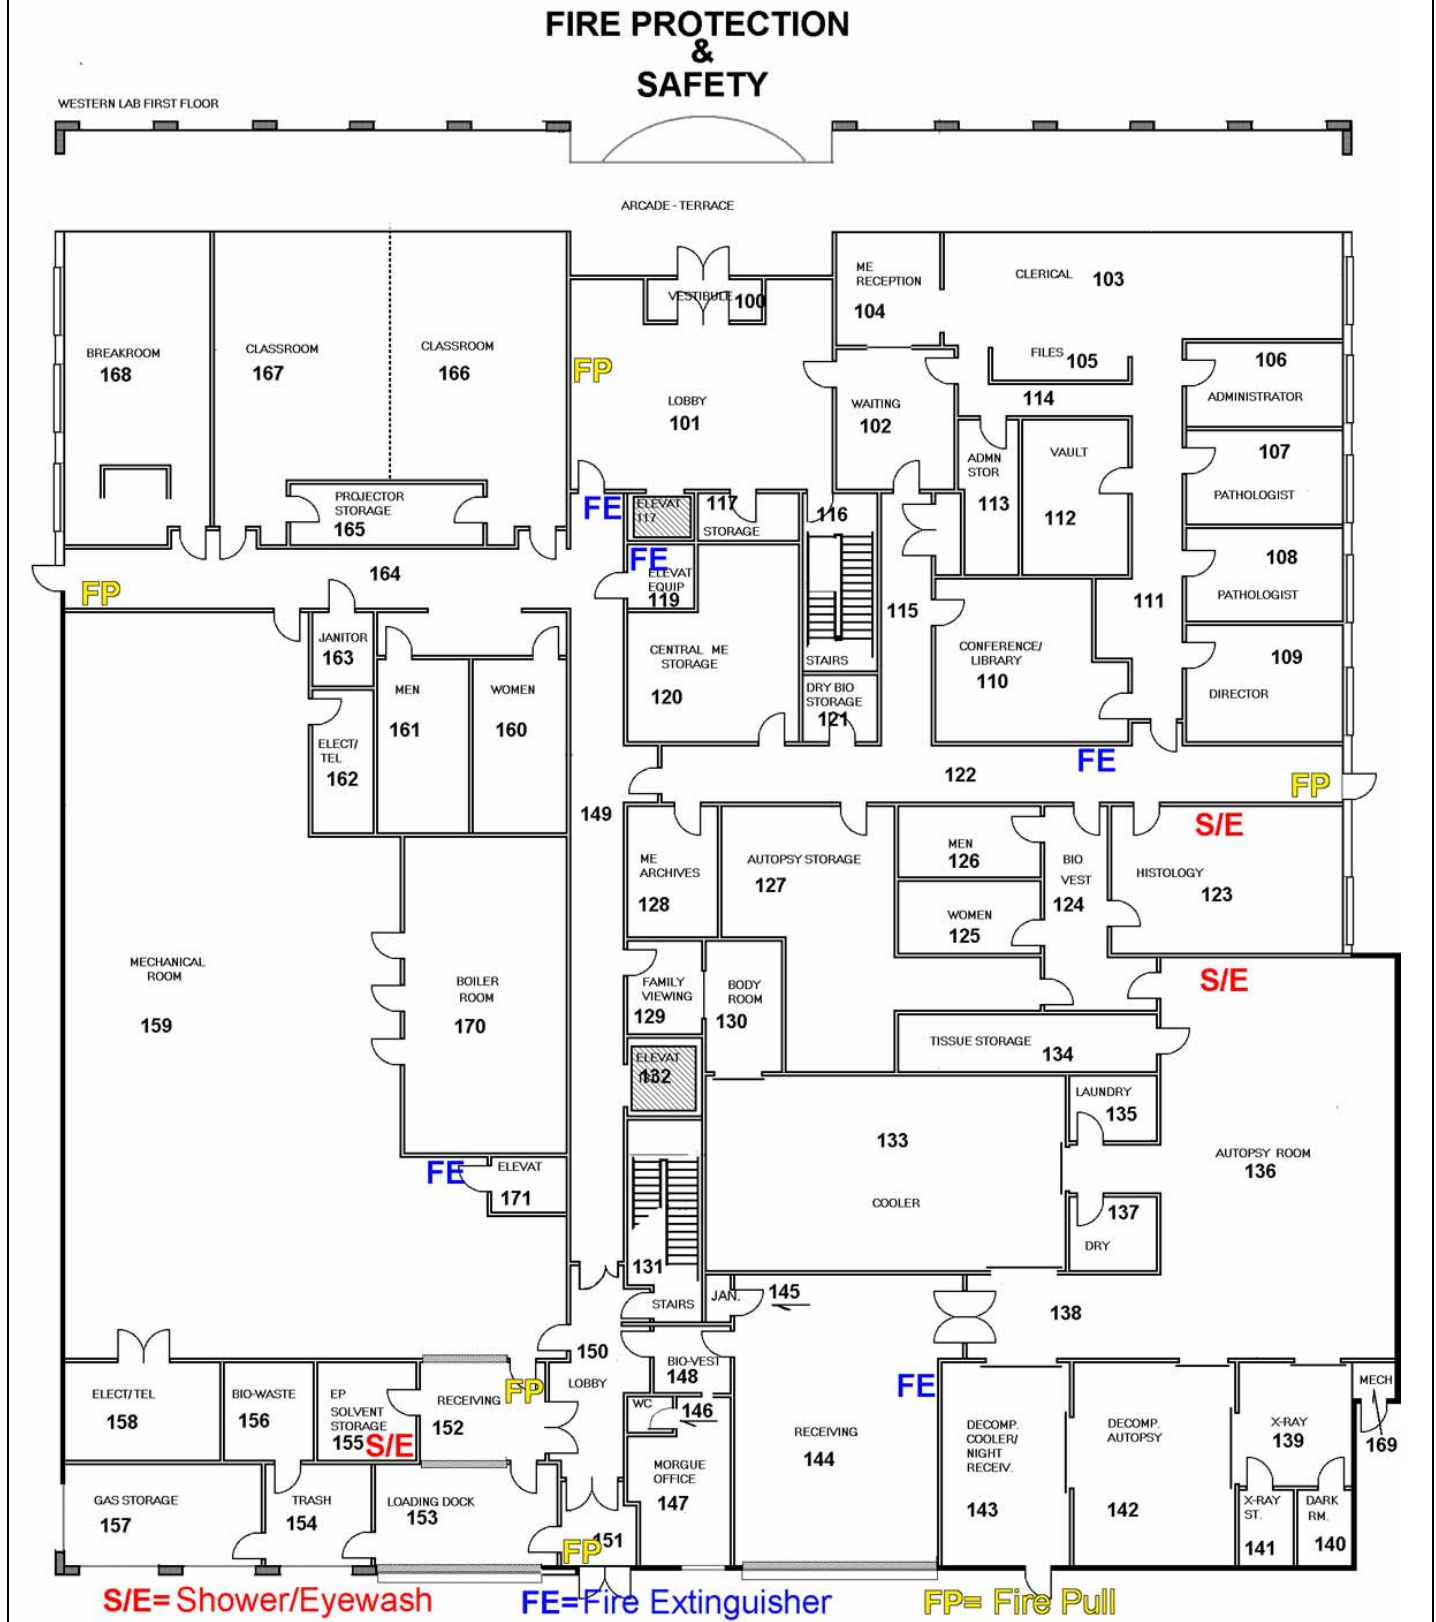 FIRE PROTECTION
&
SAFETY
WESTERN LAB FIRST FLOOR
ARCADE - TERRACE
ME
RECEPTION
104
CLERICAL 103
VESTIBULE 100
BREAKROOM
168
CLASSROOM
167
CLASSROOM
166
FP
LOBBY
101
WAITING
102
FILES 105
114
106
ADMINISTRATOR
107
PATHOLOGIST
ADMN
STOR
113
VAULT
112
PROJECTOR
STORAGE
165
FE
ELEVAT
117
117
STORAGE
116
108
PATHOLOGIST
164
FP
FE
ELEVAT
EQUIP
119
115
111
JANITOR
163
CENTRAL ME
STORAGE
120
STAIRS
CONFERENCE/
LIBRARY
110
109
DIRECTOR
MEN
161
WOMEN
160
DRY BIO
STORAGE
121
ELECT/
TEL
162
122
FE
FP
149
S/E
ME
ARCHIVES
128
AUTOPSY STORAGE
127
MEN
126
BIO
VEST
124
HISTOLOGY
123
WOMEN
125
MECHANICAL
ROOM
159
BOILER
ROOM
170
FAMILY
VIEWING
129
BODY
ROOM
130
S/E
TISSUE STORAGE 134
ELEVAT
132
LAUNDRY
135
133
COOLER
AUTOPSY ROOM
136
FE
ELEVAT
171
137
DRY
131
STAIRS
JAN.
145
138
150
LOBBY
BIO-VEST
148
FE
MECH
169
ELECT/TEL
158
BIO-WASTE
156
EP
SOLVENT
STORAGE
155
S/E
RECEIVING
152
FP
WC
146
RECEIVING
144
DECOMP.
COOLER/
NIGHT
RECEIV.
143
DECOMP.
AUTOPSY
142
X-RAY
139
MORGUE
OFFICE
147
GAS STORAGE
157
TRASH
154
LOADING DOCK
153
FP
151
X-RAY
ST.
141
DARK
RM.
140
S/E= Shower/Eyewash
FE=Fire Extinguisher
FP= Fire Pull